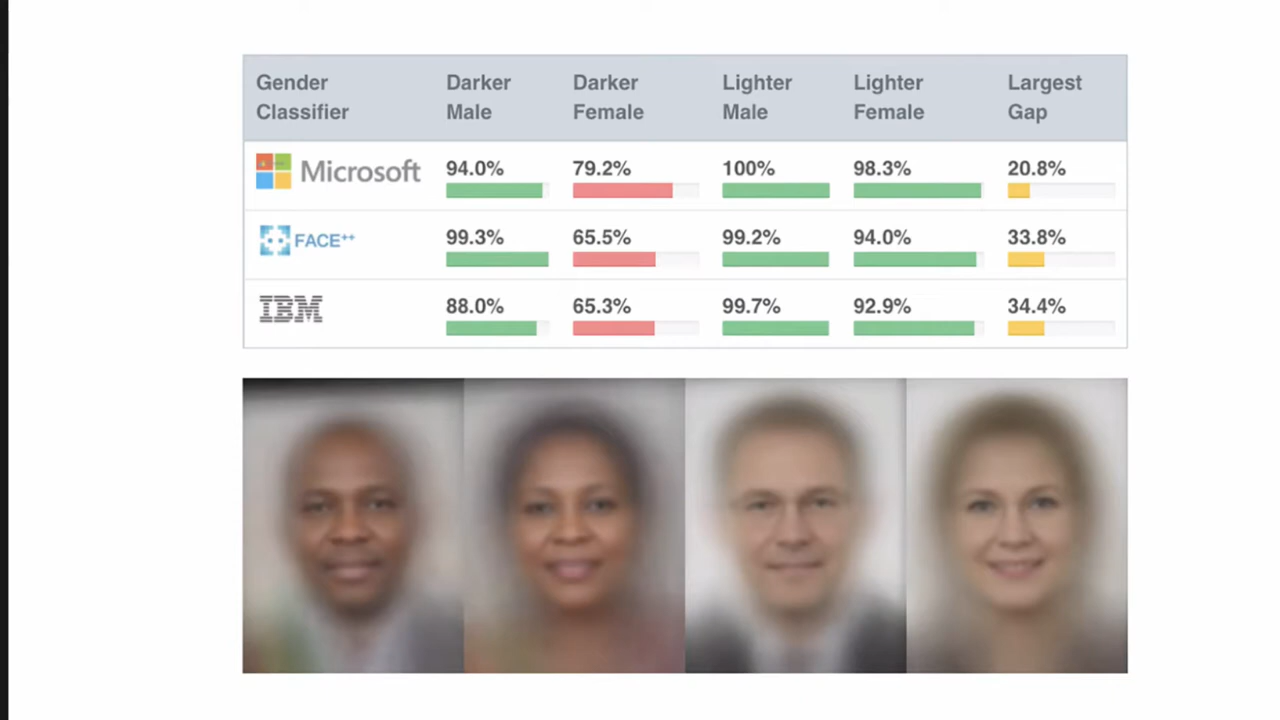 Gender Classifier Darker Male Darker Female Lighter Male Lighter Female Largest Gap
Microsoft 94.0% 79.2% 100% 98.3% 20.8%
FACE++ 99.3% 65.5% 99.2% 94.0% 33.8%
IBM 88.0% 65.3% 99.7% 92.9% 34.4%